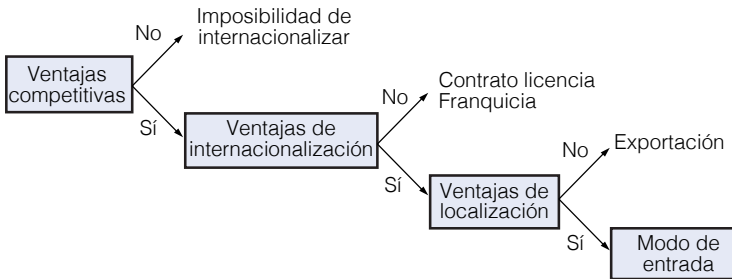 Imposibilidad de
internacionalizar
No
Ventajas
competitivas
Sí
Contrato licencia
Franquicia
No
Ventajas de
internacionalización
Sí
Exportación
No
Ventajas de
localización
Sí
Modo de
entrada